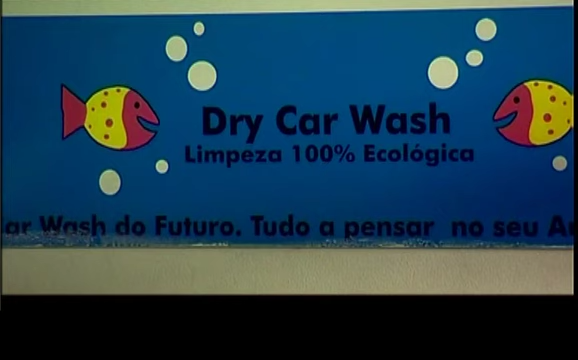 Dry Car Wash
Limpeza 100% Ecológica
Wash do Futuro. Tudo a pensar no seu